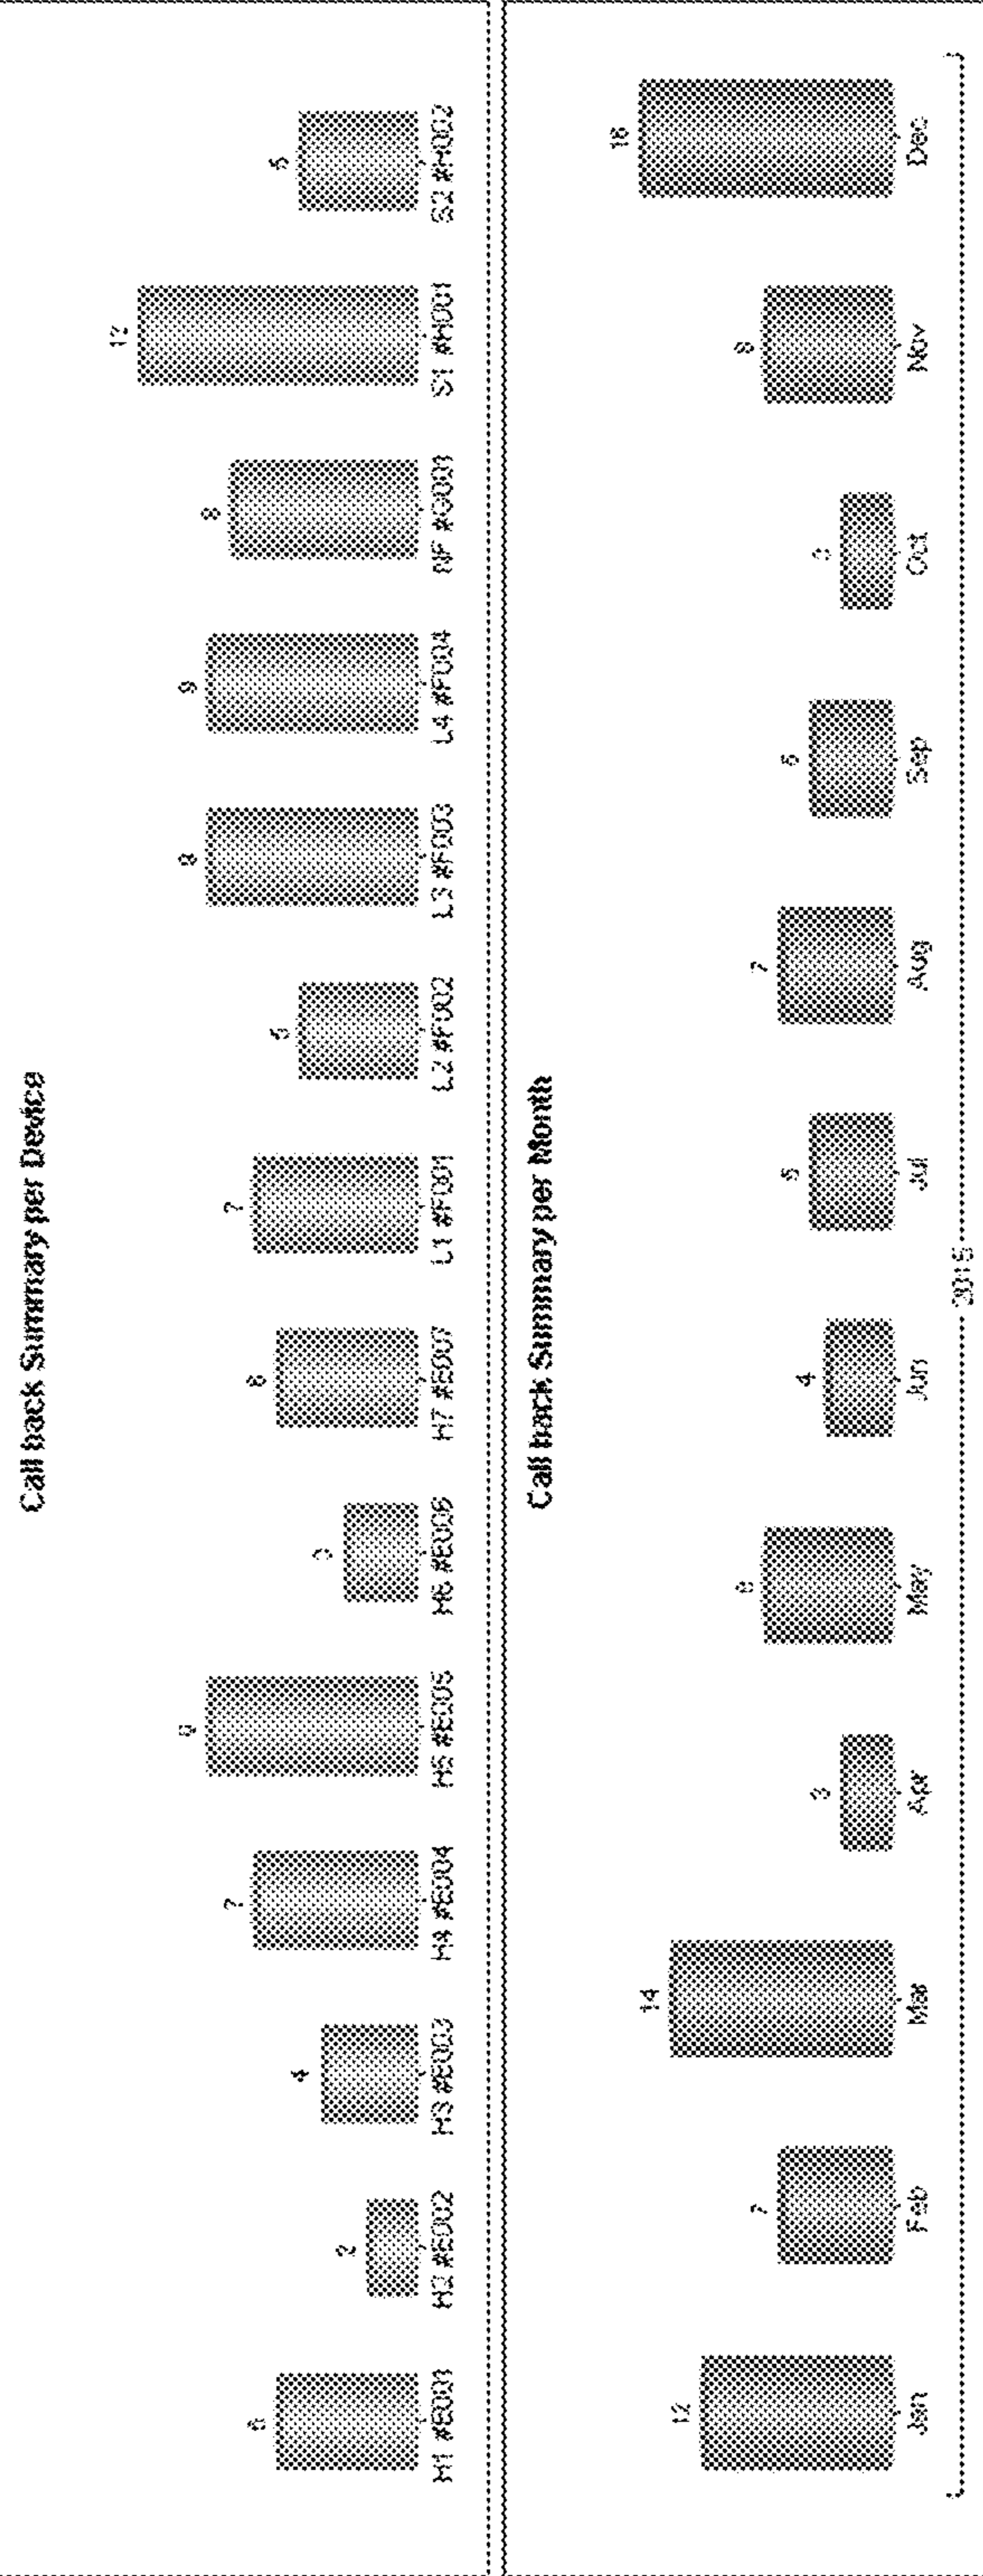 Call back Summary per Device
6 2 4 7 9 3 6 7 5 9 9 8 12 5
H1 #E001 H2 #E002 H3 #E003 H4 #E004 H5 #E005 H6 #E006 H7 #E007 L1 #F001 L2 #F002 L3 #F003 L4 #F004 NF #G001 S1 #H001 S2 #H002
Call back Summary per Month
12 7 14 3 8 4 5 7 5 3 8 16
Jan Feb Mar Apr May Jun Jul Aug Sep Oct Nov Dec
2015